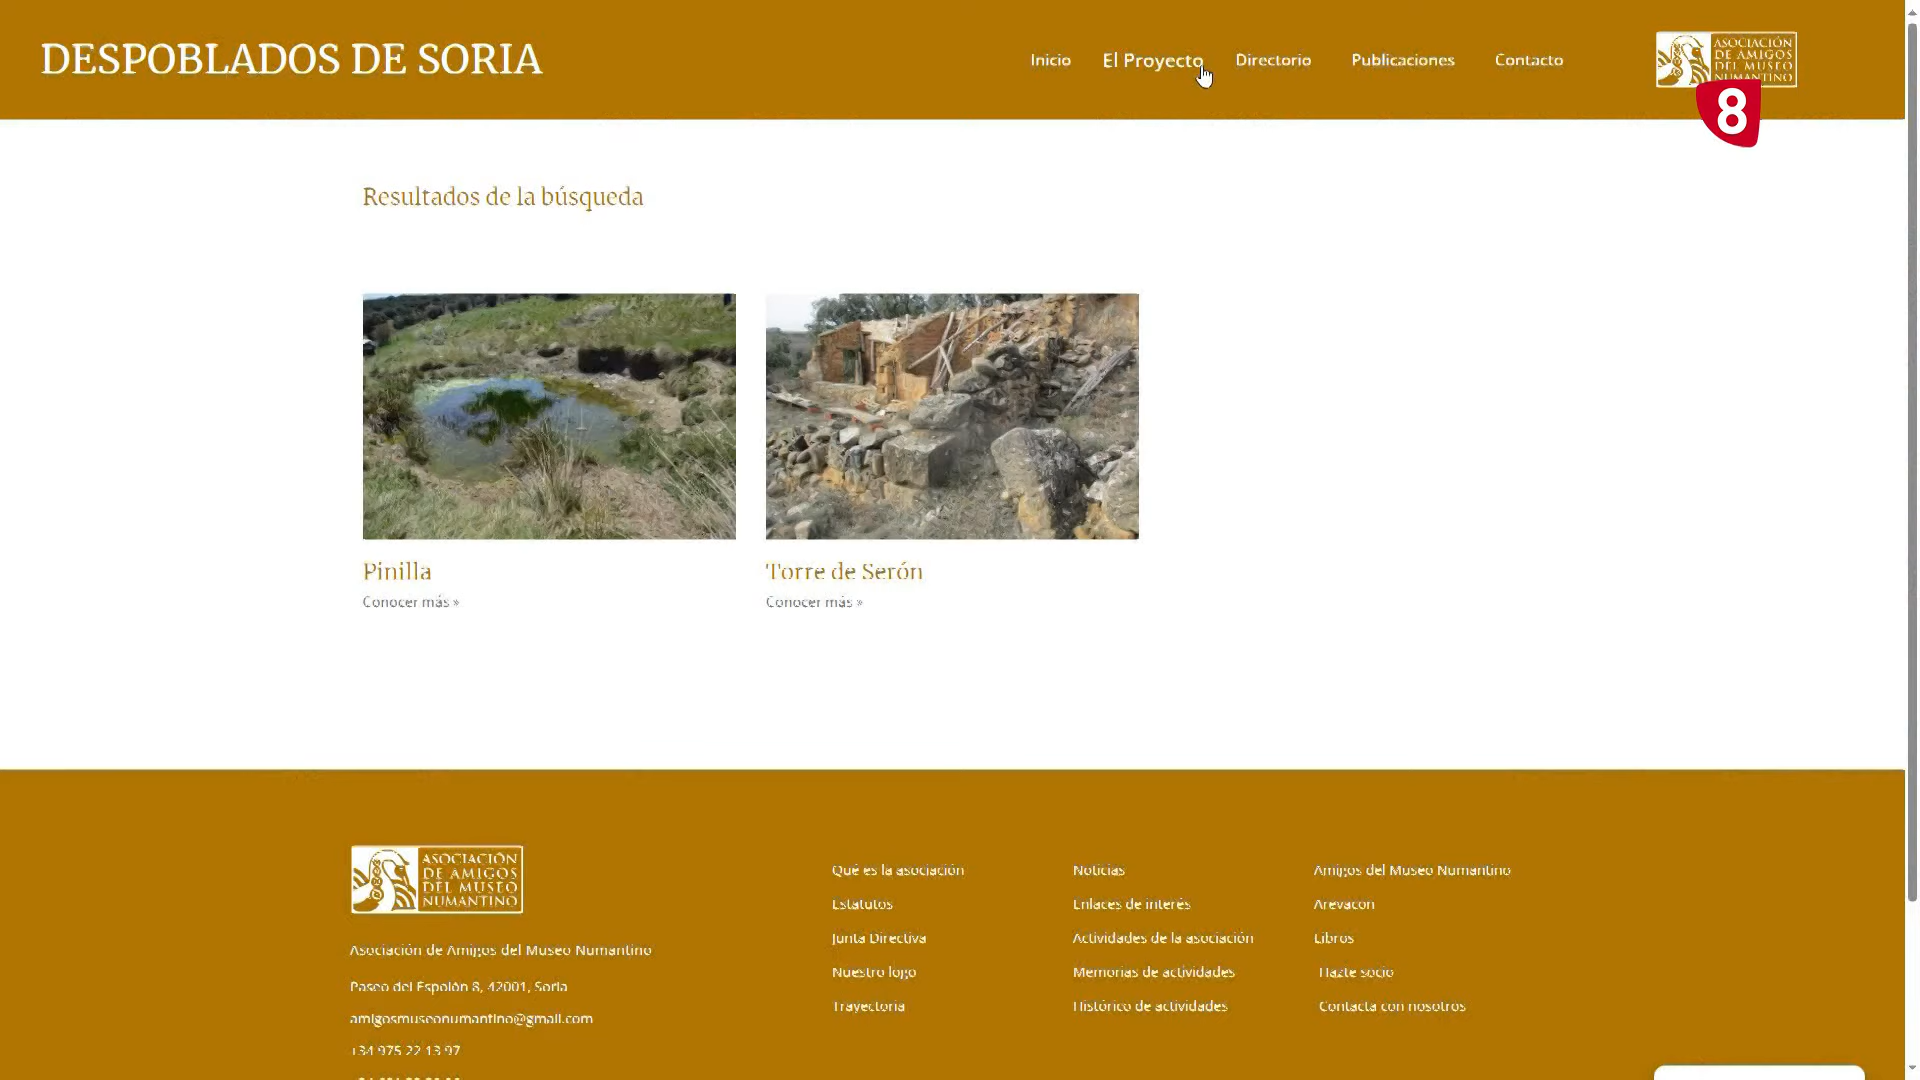 DESPOBLADOS DE SORIA
Inicio
El Proyecto
Directorio
Publicaciones
Contacto
ASOCIACIÓN
DE AMIGOS
DEL MUSEO
NUMANTINO
8
Resultados de la búsqueda
Pinilla
Conocer más »
Torre de Serón
Conocer más »
ASOCIACIÓN
DE AMIGOS
DEL MUSEO
NUMANTINO
Asociación de Amigos del Museo Numantino
Paseo del Espolón 8, 42001, Soria
amigosmuseonumantino@gmail.com
+34 975 22 13 97
Qué es la asociación
Estatutos
Junta Directiva
Nuestro logo
Trayectoria
Noticias
Enlaces de interés
Actividades de la asociación
Memorias de actividades
Histórico de actividades
Amigos del Museo Numantino
Arevacon
Libros
Hazte socio
Contacta con nosotros